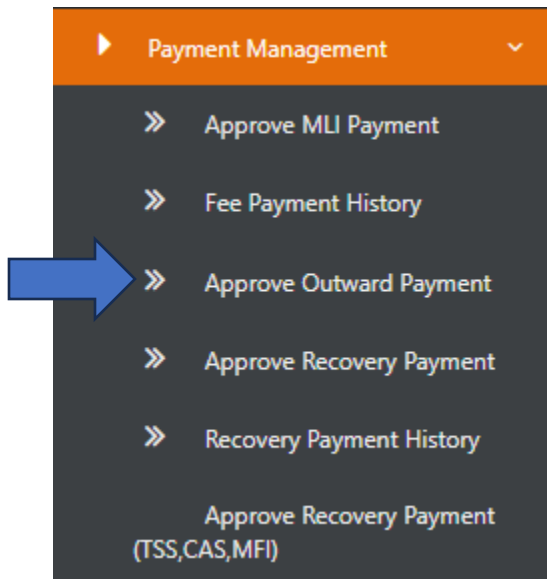 Payment Management
Approve MLI Payment
Fee Payment History
Approve Outward Payment
Approve Recovery Payment
Recovery Payment History
Approve Recovery Payment
(TSS,CAS,MFI)